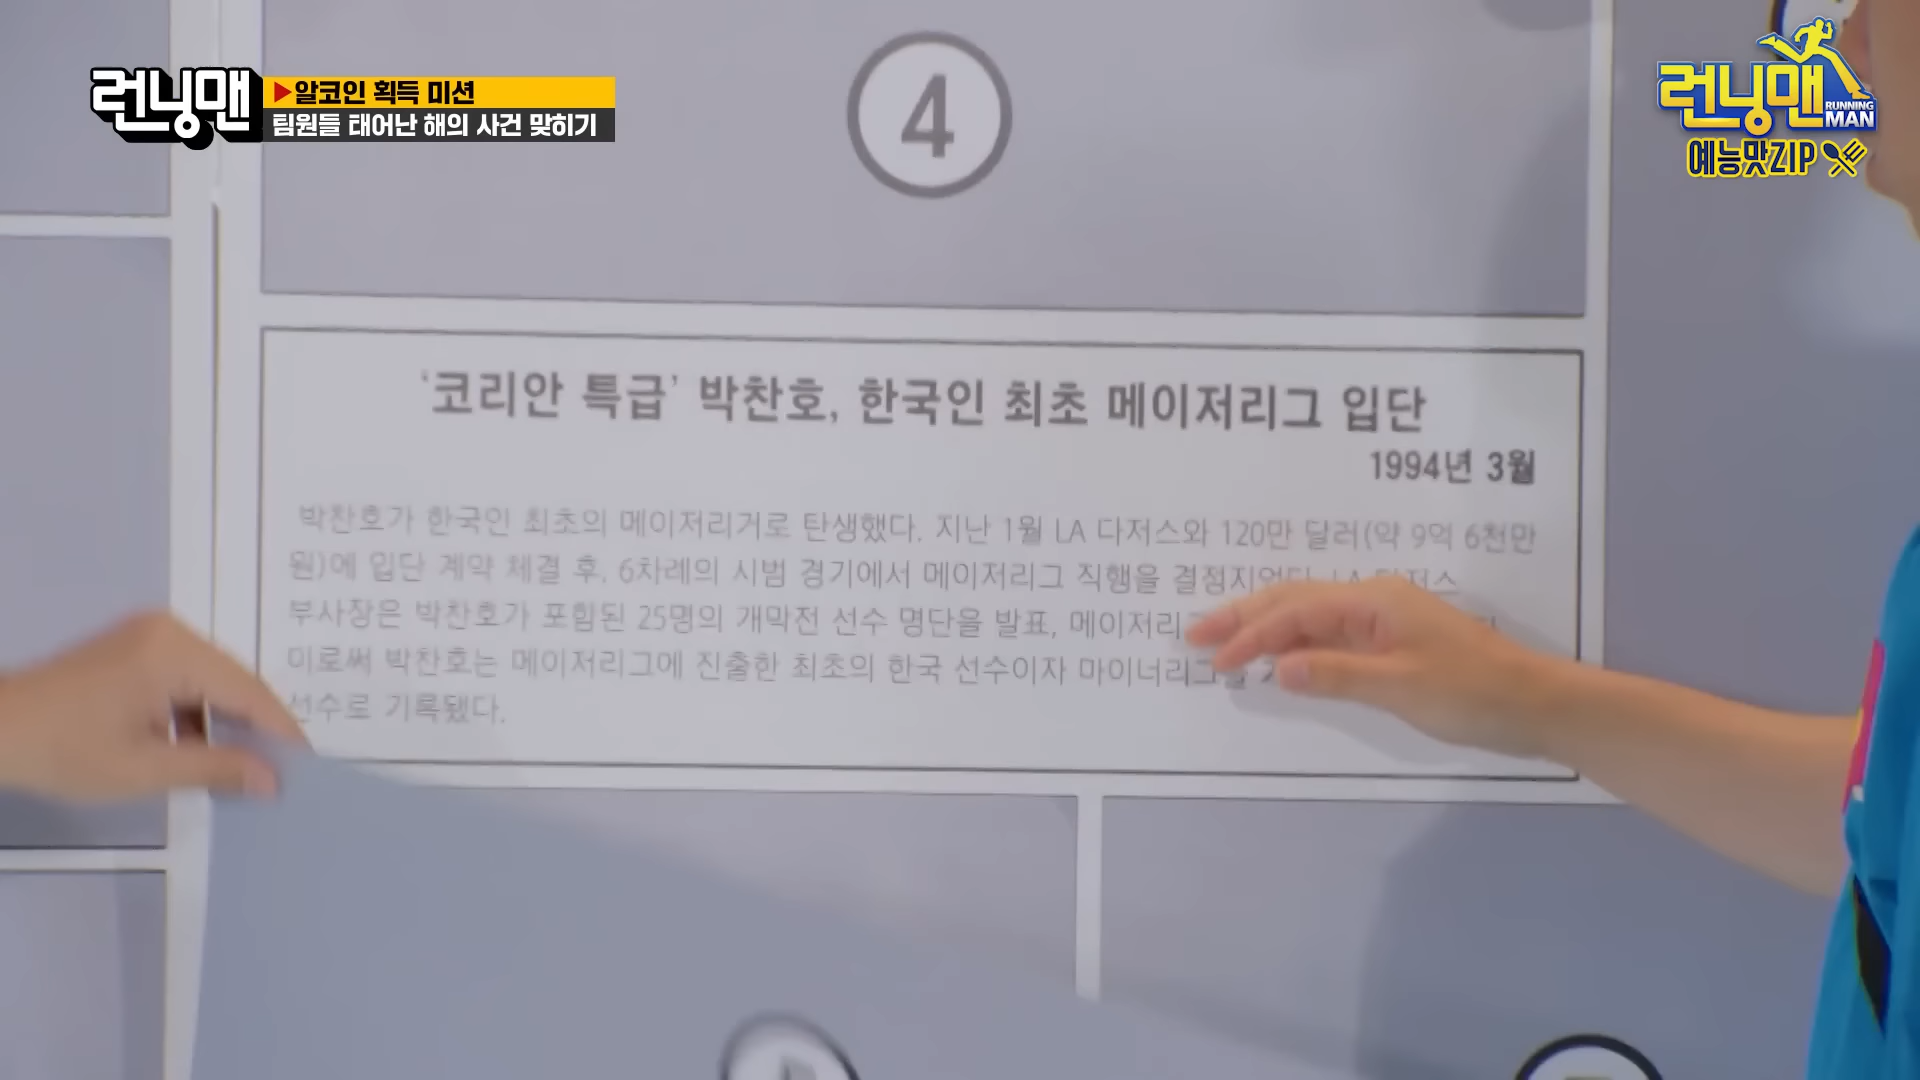 런닝맨
▶알코인 획득 미션
팀원들 태어난 해의 사건 맞히기
런닝맨
RUNNING MAN
예능맛ZIP
4
‘코리안 특급’ 박찬호, 한국인 최초 메이저리그 입단
1994년 3월
박찬호가 한국인 최초의 메이저리거로 탄생했다. 지난 1월 LA 다저스와 120만 달러(약 9억 6천만
원)에 입단 계약 체결 후, 6차례의 시범 경기에서 메이저리그 직행을 결정지었다. LA 다저스
부사장은 박찬호가 포함된 25명의 개막전 선수 명단을 발표, 메이저리그
이로써 박찬호는 메이저리그에 진출한 최초의 한국 선수이자 마이너리그를
선수로 기록됐다.